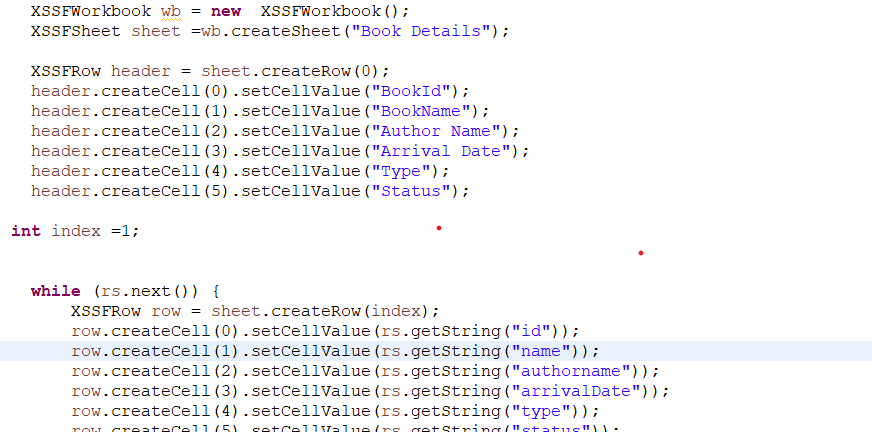 XSSFWorkbook wb = new  XSSFWorkbook();
XSSFSheet sheet =wb.createSheet("Book Details");
XSSFRow header = sheet.createRow(0);
header.createCell(0).setCellValue("BookId");
header.createCell(1).setCellValue("BookName");
header.createCell(2).setCellValue("Author Name");
header.createCell(3).setCellValue("Arrival Date");
header.createCell(4).setCellValue("Type");
header.createCell(5).setCellValue("Status");
int index =1;
while (rs.next()) {
XSSFRow row = sheet.createRow(index);
row.createCell(0).setCellValue(rs.getString("id"));
row.createCell(1).setCellValue(rs.getString("name"));
row.createCell(2).setCellValue(rs.getString("authorname"));
row.createCell(3).setCellValue(rs.getString("arrivalDate"));
row.createCell(4).setCellValue(rs.getString("type"));
row.createCell(5).setCellValue(rs.getString("status"));